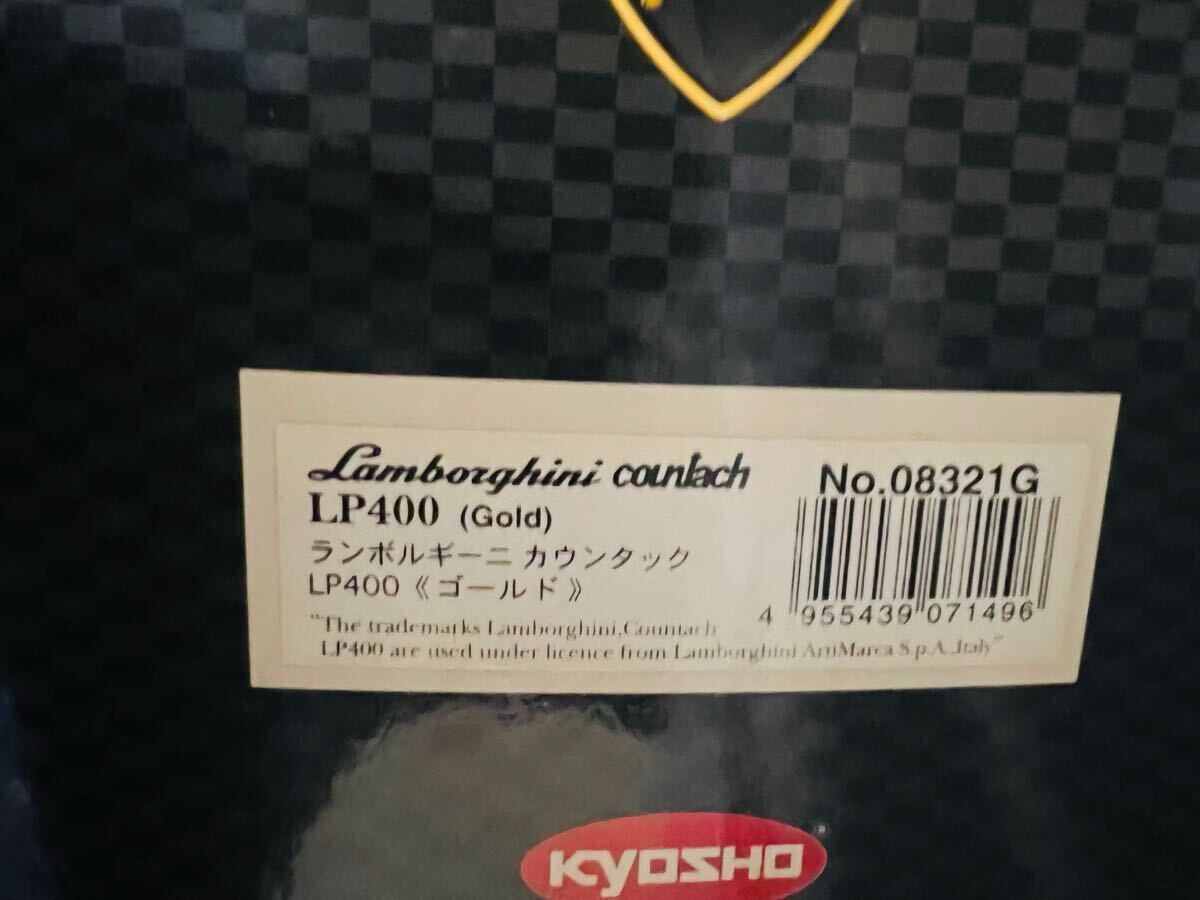 Lamborghini countach
LP400 (Gold)
ランボルギーニ カウンタック
LP400《ゴールド》
"The trademarks Lamborghini,Countach
LP400 are used under licence from Lamborghini ArtiMarca S.p.A.,Italy"
No.08321G
4 955439 071496
KYOSHO